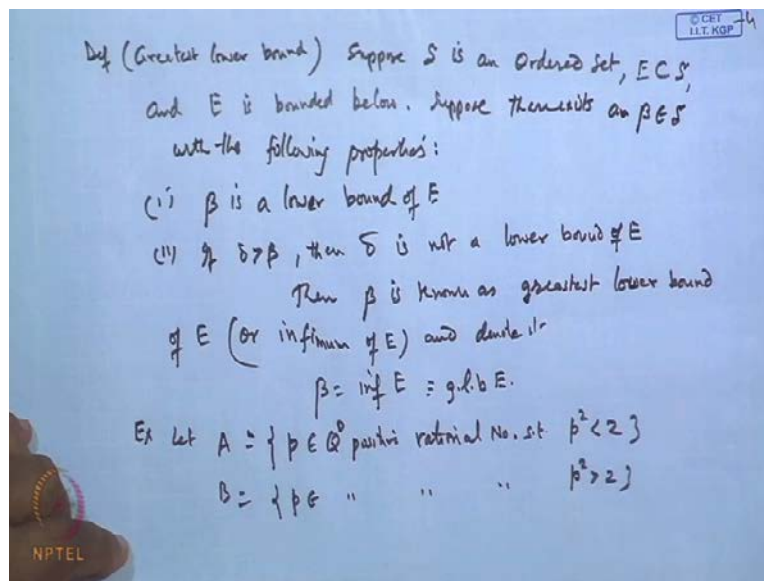 © CET
I.I.T. KGP
Def (Greatest lower bound) Suppose S is an Ordered set, E ⊂ S,
and E is bounded below. Suppose there exists an β ∈ S
with the following properties:
(i) β is a lower bound of E
(ii) If δ > β, then δ is not a lower bound of E
Then β is known as greatest lower bound
of E (or infimum of E) and denote it
β = inf E = g.l.b E.
Ex Let A = { p ∈ Q positive rational No. s.t. p² < 2 }
B = { p ∈ " " " p² > 2 }
NPTEL